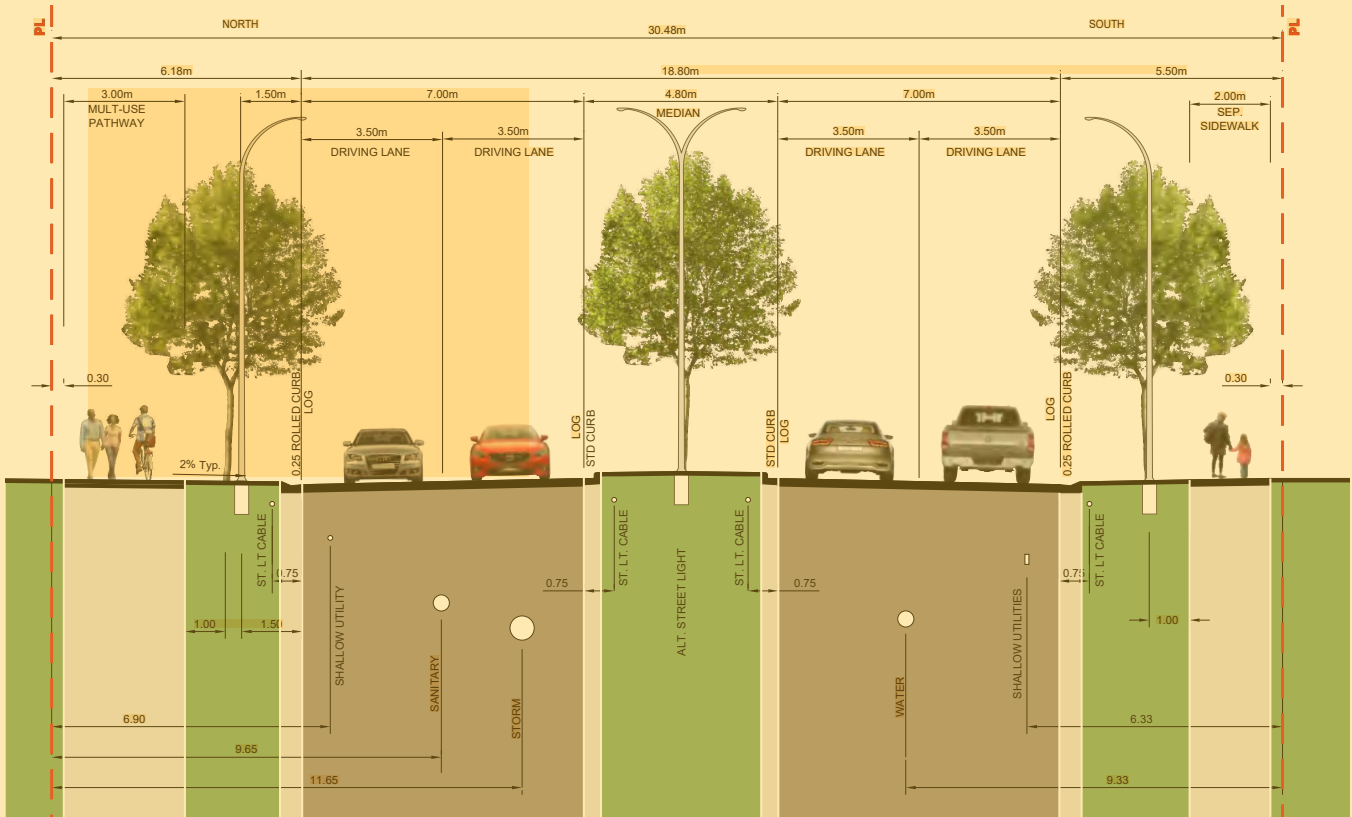 PL
NORTH
30.48m
SOUTH
PL
6.18m
18.80m
5.50m
3.00m
1.50m
7.00m
4.80m
7.00m
2.00m
MULT-USE
PATHWAY
MEDIAN
SEP.
SIDEWALK
3.50m
3.50m
3.50m
3.50m
DRIVING LANE
DRIVING LANE
DRIVING LANE
DRIVING LANE
0.30
0.30
0.25 ROLLED CURB
LOG
LOG
STD CURB
STD CURB
LOG
LOG
0.25 ROLLED CURB
2% Typ.
ST. LT CABLE
0.75
SHALLOW UTILITY
0.75
ST. LT. CABLE
ALT. STREET LIGHT
ST. LT. CABLE
0.75
SHALLOW UTILITIES
0.75
ST. LT CABLE
1.00
1.50
1.00
SANITARY
STORM
WATER
6.90
6.33
9.65
11.65
9.33